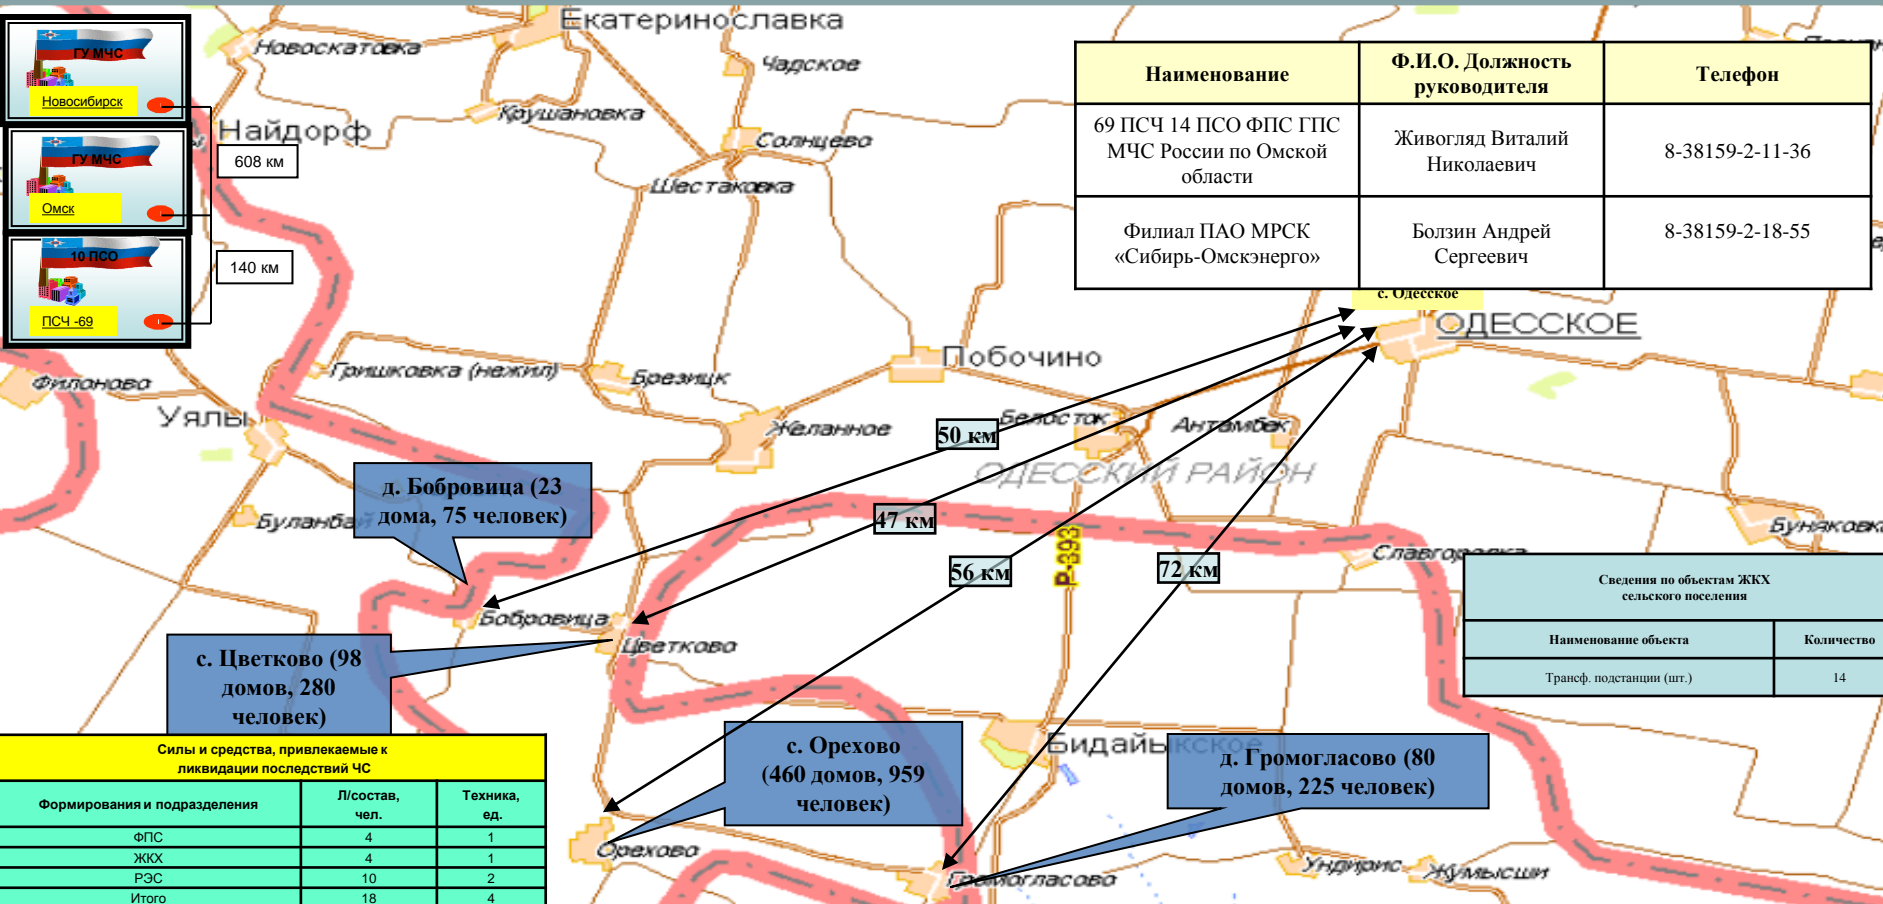 ГУ МЧС
Новосибирск
ГУ МЧС
Омск
10 ПСО
ПСЧ -69
608 км
140 км
Екатеринославка
Новоскатовка
Чадское
Найдорф
Крушановка
Солнцево
Шестаковка
Наименование
Ф.И.О. Должность
руководителя
Телефон
69 ПСЧ 14 ПСО ФПС ГПС
МЧС России по Омской
области
Живогляд Виталий
Николаевич
8-38159-2-11-36
Филиал ПАО МРСК
«Сибирь-Омскэнерго»
Болзин Андрей
Сергеевич
8-38159-2-18-55
с. Одесское
ОДЕССКОЕ
Побочино
Филоново
Гришковка (нежил)
Брезицк
Уялы
Желанное
Белосток
Антамбек
ОДЕССКИЙ РАЙОН
50 км
47 км
56 км
72 км
Р-393
д. Бобровица (23
дома, 75 человек)
Буланбай
Буняковка
Славгородка
Бобровица
Цветково
с. Цветково (98
домов, 280
человек)
Сведения по объектам ЖКХ
сельского поселения
Наименование объекта
Количество
Трансф. подстанции (шт.)
14
с. Орехово
(460 домов, 959
человек)
Бидайыкское
д. Громогласово (80
домов, 225 человек)
Силы и средства, привлекаемые к
ликвидации последствий ЧС
Формирования и подразделения
Л/состав,
чел.
Техника,
ед.
ФПС
4
1
ЖКХ
4
1
РЭС
10
2
Итого
18
4
Орехово
Громогласово
Ундирис
Жумысши